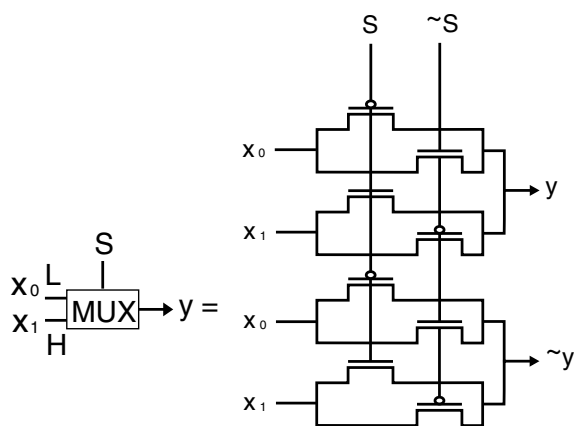 S ~S
x₀
y
x₁
S
x₀ L
MUX y =
x₁ H
x₀
~y
x₁